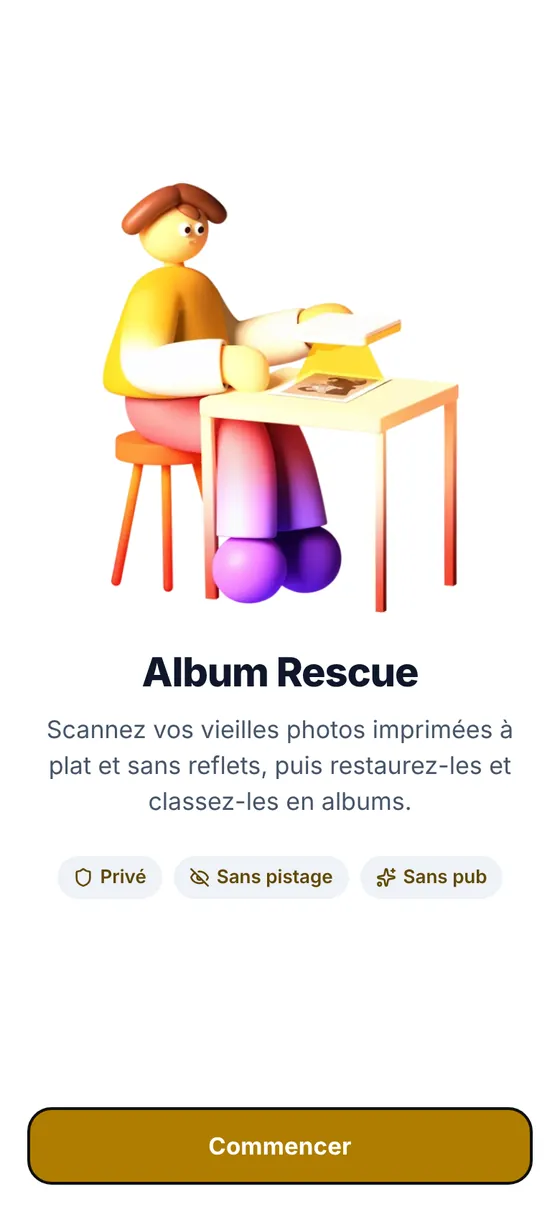 Album Rescue
Scannez vos vieilles photos imprimées à
plat et sans reflets, puis restaurez-les et
classez-les en albums.
Privé
Sans pistage
Sans pub
Commencer